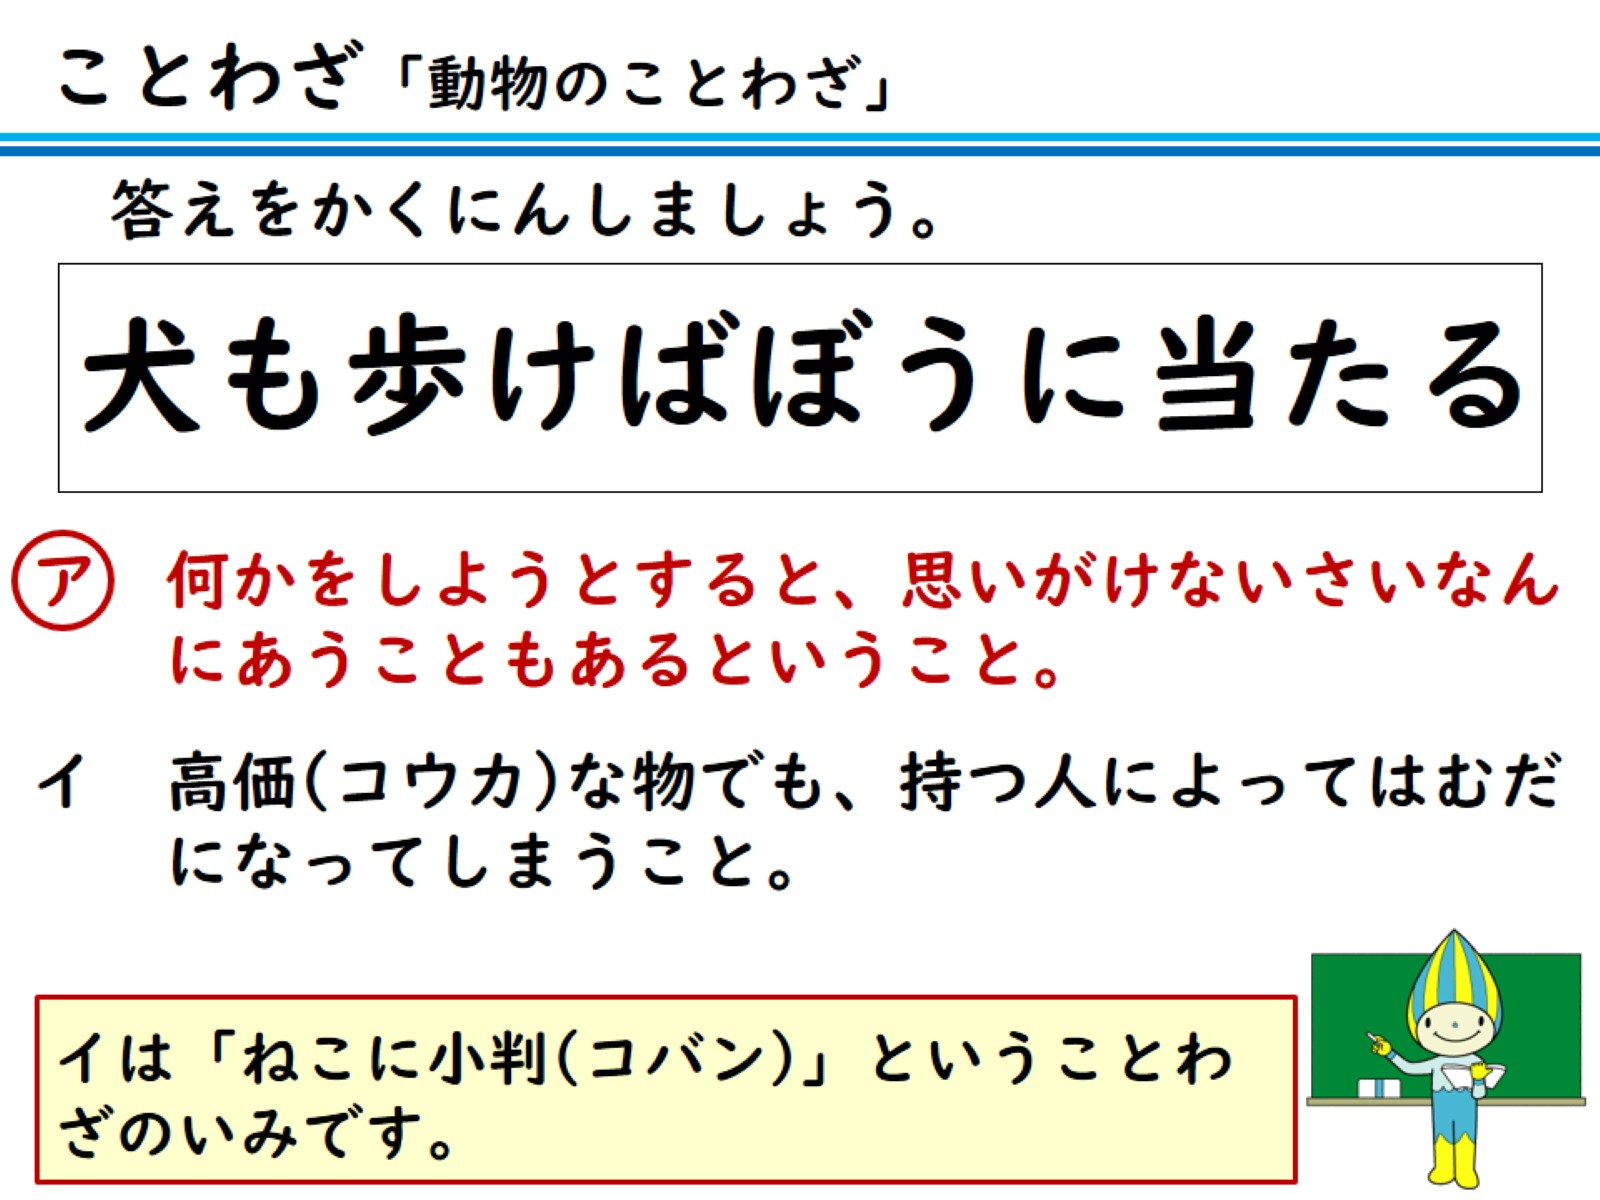 ことわざ「動物のことわざ」
答えをかくにんしましょう。
犬も歩けばぼうに当たる
ア 何かをしようとすると、思いがけないさいなん
にあうこともあるということ。
イ 高価(コウカ)な物でも、持つ人によってはむだ
になってしまうこと。
イは「ねこに小判(コバン)」ということわ
ざのいみです。